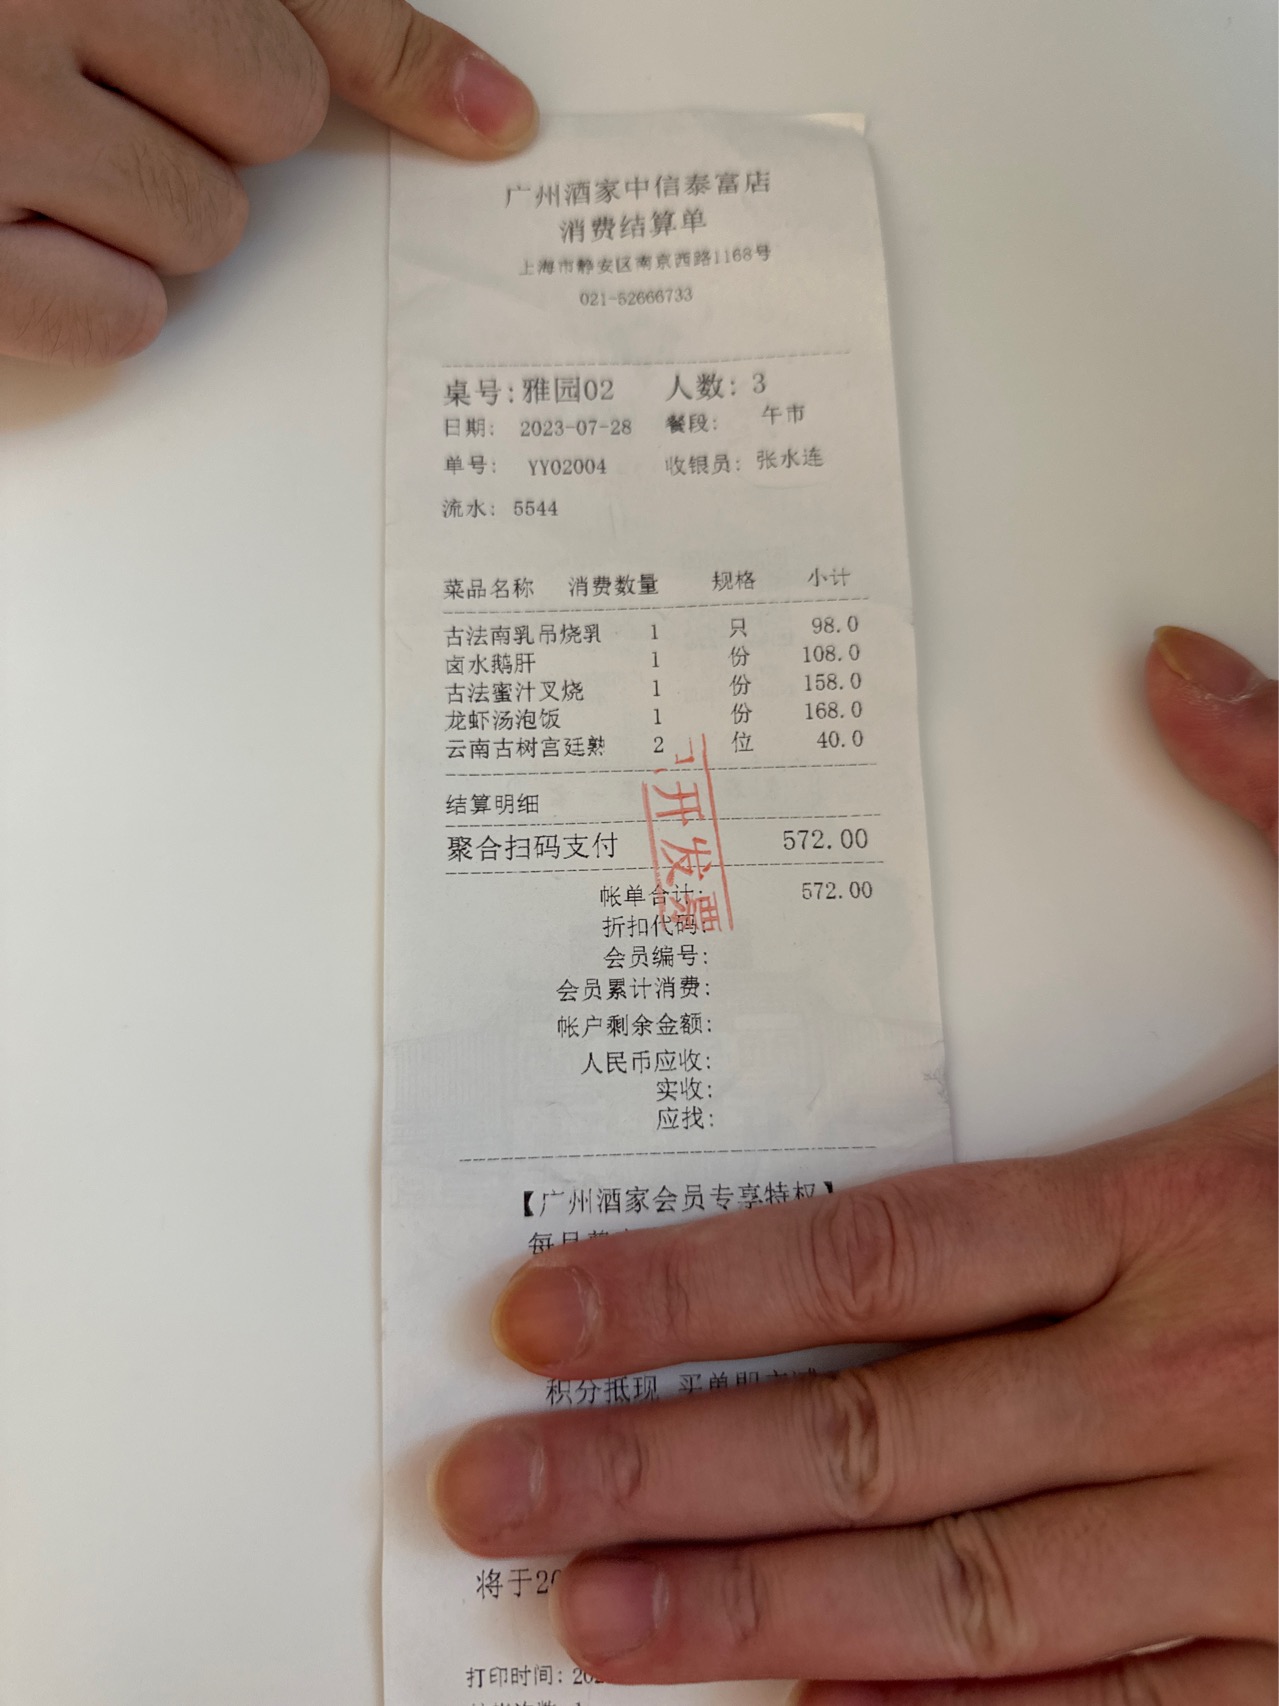 广州酒家中信泰富店
消费结算单
上海市静安区南京西路1168号
021-52666733
桌号:雅园02 人数: 3
日期: 2023-07-28 餐段: 午市
单号: YY02004 收银员: 张水连
流水: 5544
菜品名称 消费数量 规格 小计
古法南乳吊烧乳 1 只 98.0
卤水鹅肝 1 份 108.0
古法蜜汁叉烧 1 份 158.0
龙虾汤泡饭 1 份 168.0
云南古树宫廷熟 2 位 40.0
结算明细
聚合扫码支付 572.00
开发票
帐单合计: 572.00
折扣代码:
会员编号:
会员累计消费:
帐户剩余金额:
人民币应收:
实收:
应找:
【广州酒家会员专享特权】
每月
积分抵现 买单即
将于20
打印时间: 20